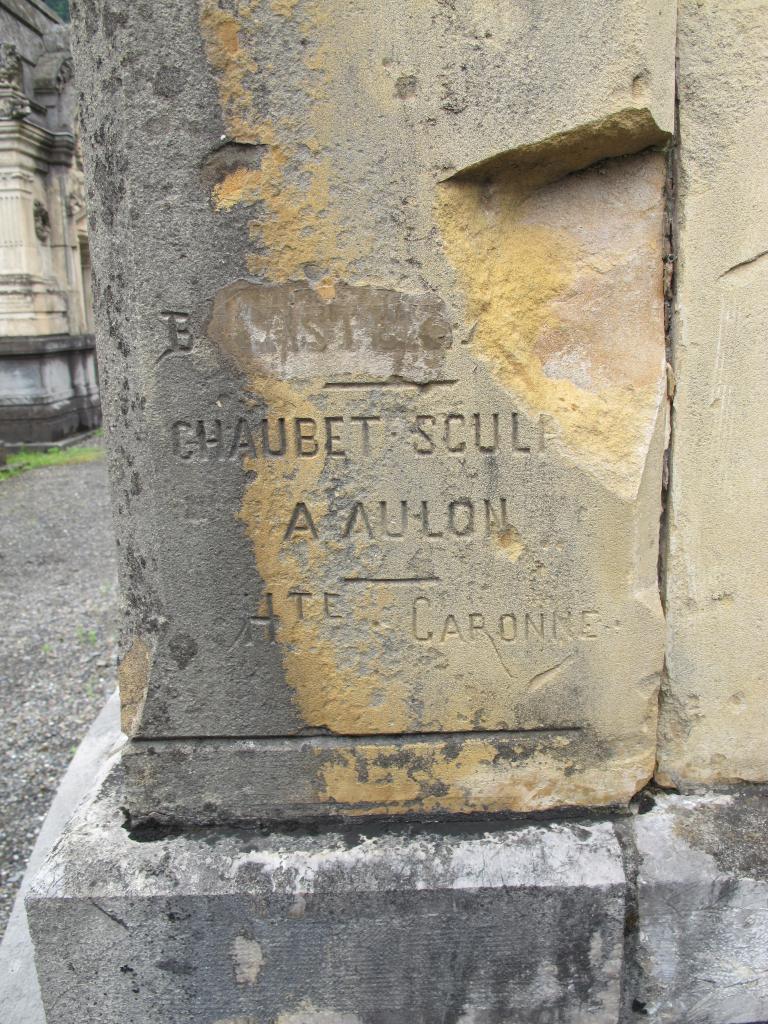 CHAUBET · SCULP
A AULON
HTE . GARONNE.